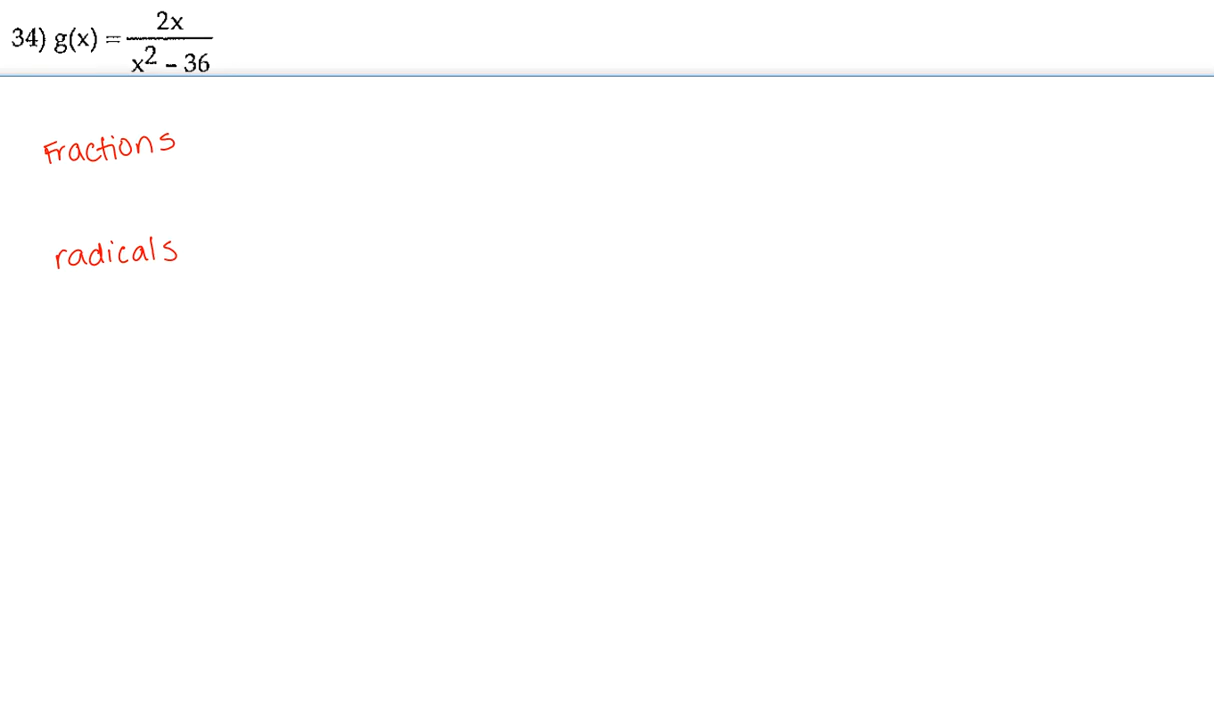 34) g(x) = 2x / x² - 36
Fractions
radicals